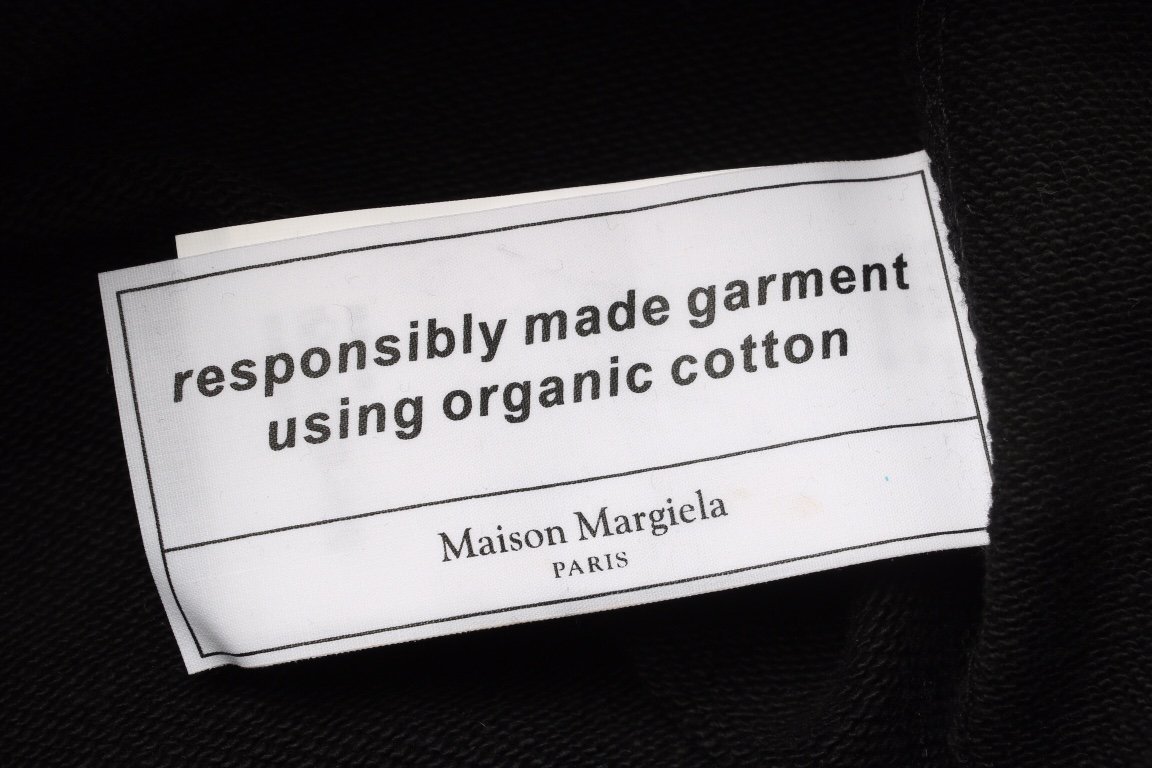 responsibly made garment
using organic cotton
Maison Margiela
PARIS